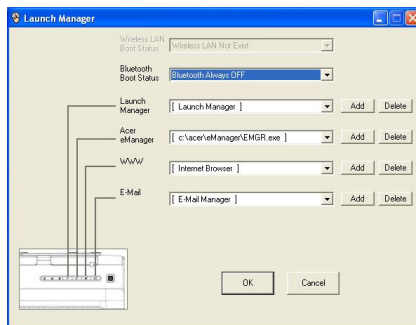 Launch Manager
Wireless LAN
Boot Status
Wireless LAN Not Exist
Bluetooth
Boot Status
Bluetooth Always OFF
Launch
Manager
[ Launch Manager ]
Add
Delete
Acer
eManager
[ c:\acer\eManager\EMGR.exe ]
Add
Delete
WWW
[ Internet Browser ]
Add
Delete
E-Mail
[ E-Mail Manager ]
Add
Delete
OK
Cancel